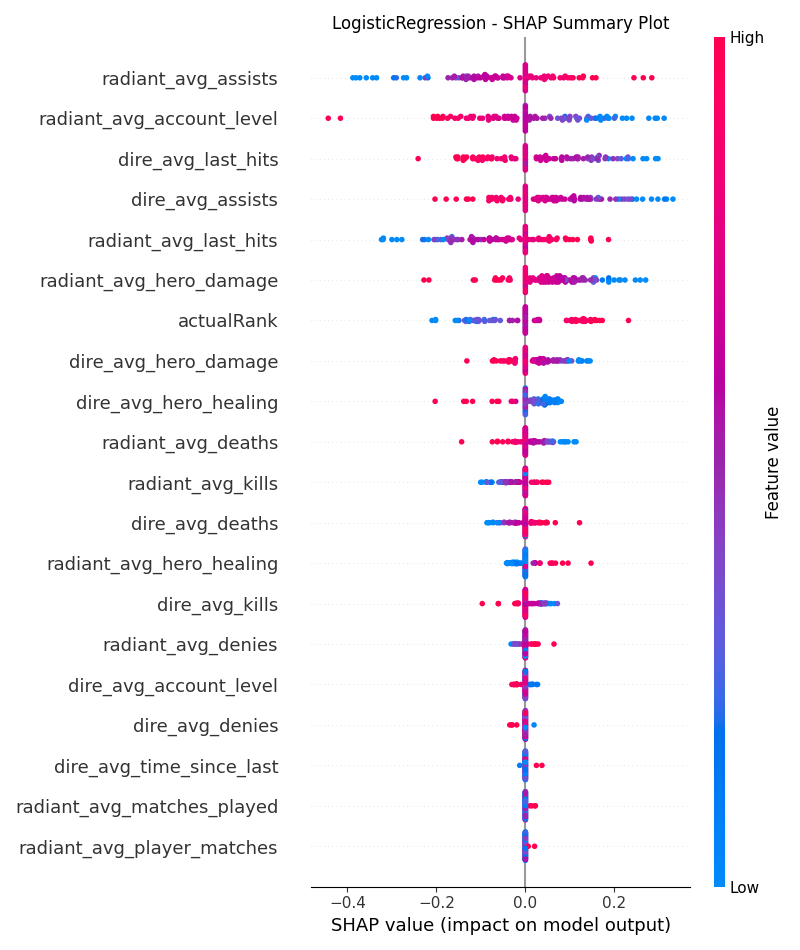 LogisticRegression - SHAP Summary Plot
High
radiant_avg_assists
radiant_avg_account_level
dire_avg_last_hits
dire_avg_assists
radiant_avg_last_hits
radiant_avg_hero_damage
actualRank
dire_avg_hero_damage
dire_avg_hero_healing
radiant_avg_deaths
radiant_avg_kills
dire_avg_deaths
radiant_avg_hero_healing
dire_avg_kills
radiant_avg_denies
dire_avg_account_level
dire_avg_denies
dire_avg_time_since_last
radiant_avg_matches_played
radiant_avg_player_matches
Feature value
Low
−0.4 −0.2 0.0 0.2
SHAP value (impact on model output)